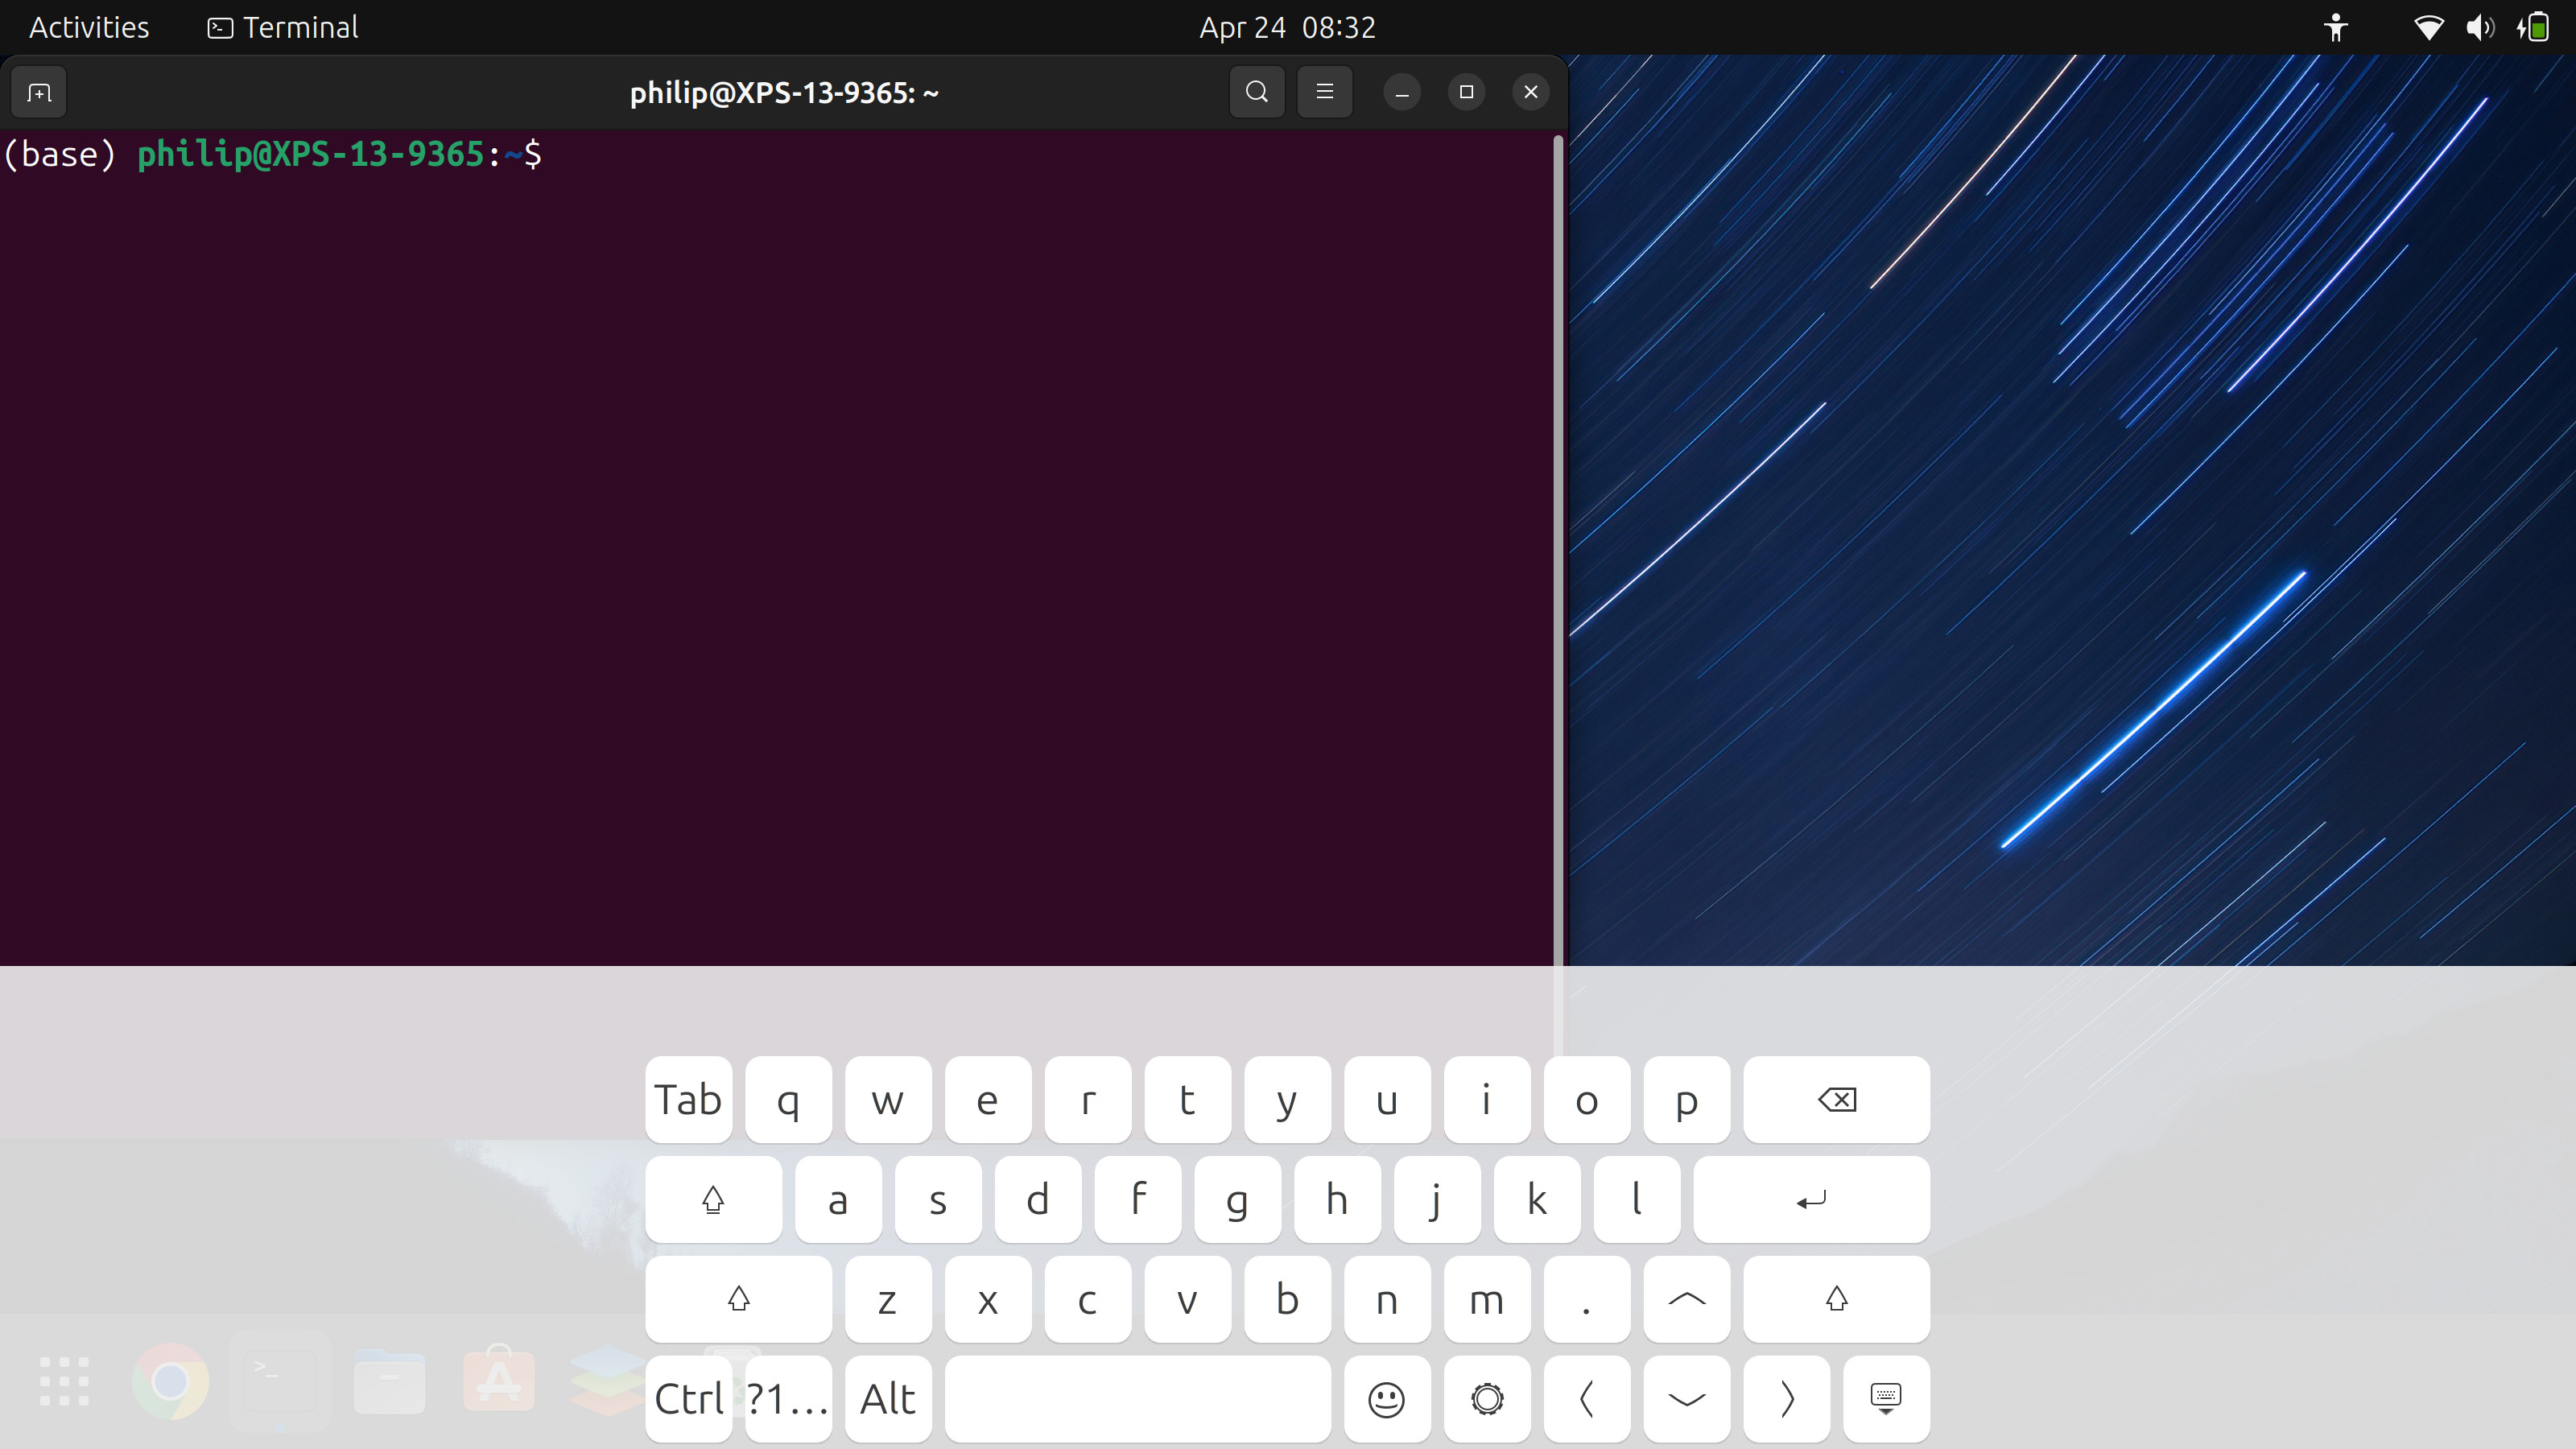 Activities Terminal Apr 24 08:32
philip@XPS-13-9365: ~
(base) philip@XPS-13-9365:~$
Tab q w e r t y u i o p
a s d f g h j k l
z x c v b n m .
Ctrl ?1... Alt